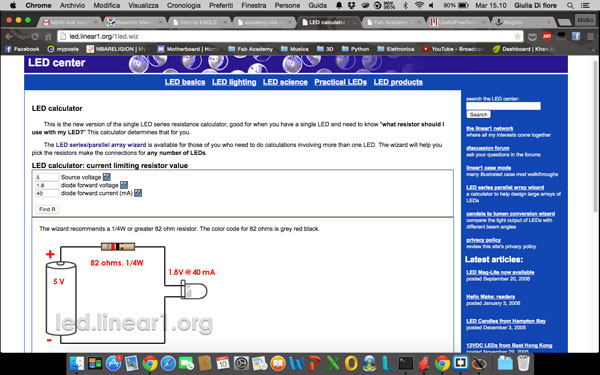 Chrome Archivio Modifica Visualizza Cronologia Preferiti Finestra Persone Guida
90% Mar 15.10 Giulia Di fiore
Intro to EAGLE
academy.cba
LED calculator
Fab Academy
UsefulFreeTools
Magrim
led.linear1.org/1led.wiz
Facebook myposte NBARELIGION Motherboard | Home Fab Academy Musica 3D Python Elettronica
LED center
LED basics LED lighting LED science Practical LEDs LED products
LED calculator
This is the new version of the single LED series resistance calculator, good for when you have a single LED and need to know "what resistor should I
use with my LED?" This calculator determines that for you.
The LED series/parallel array wizard is available for those of you who need to do calculations involving more than one LED. The wizard will help you
pick the resistors make the connections for any number of LEDs.
LED calculator: current limiting resistor value
5 Source voltage
1.8 diode forward voltage
40 diode forward current (mA)
Find R
The wizard recommends a 1/4W or greater 82 ohm resistor. The color code for 82 ohms is grey red black.
+
82 ohms, 1/4W
1.8V @ 40 mA
5 V
led.linear1.org
-
search the LED center:
Search
the linear1 network
where all my interests come together
discussion forum
ask your questions in the forums
linear1 case mods
many illustrated case mod walkthroughs
LED series parallel array wizard
a calculator to help design large arrays
of LEDs
candela to lumen conversion wizard
compare the light output of LEDs with
different beam angles
privacy policy
review this site's privacy policy
Latest articles:
LED Mag-Lite now available
posted September 20, 2006
Hello Make: readers
posted January 3, 2006
LED Candles from Hampton Bay
posted December 3, 2005
12VDC LEDs from Best Hong Kong